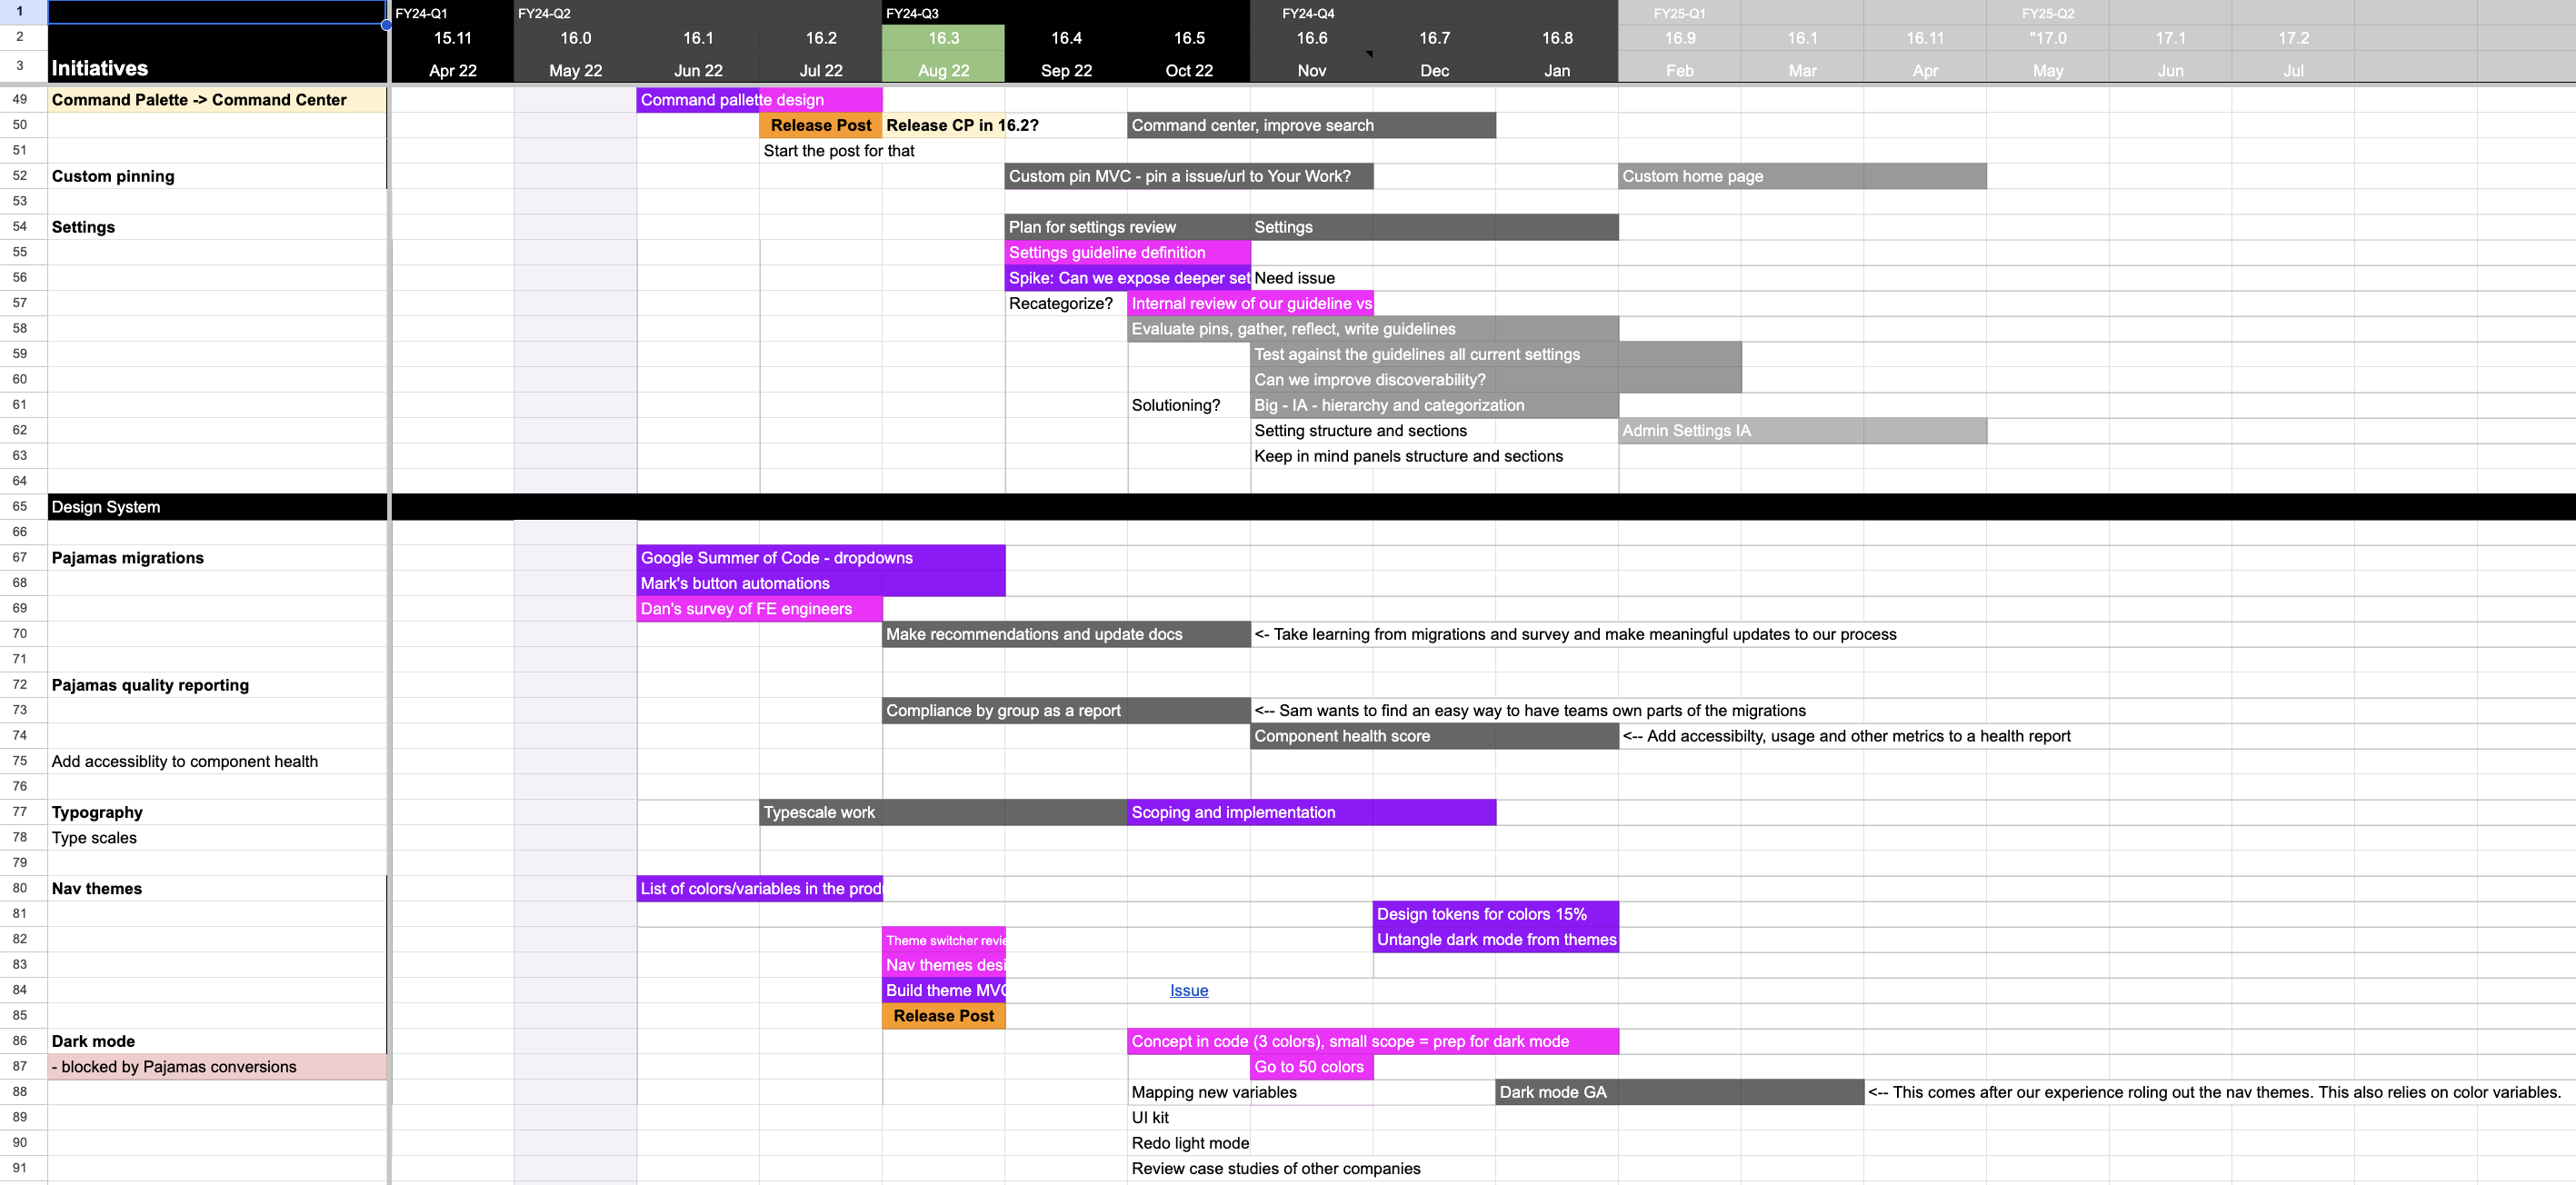 1 FY24-Q1 FY24-Q2 FY24-Q3 FY24-Q4 FY25-Q1 FY25-Q2
2 15.11 16.0 16.1 16.2 16.3 16.4 16.5 16.6 16.7 16.8 16.9 16.1 16.11 "17.0 17.1 17.2
3 Initiatives Apr 22 May 22 Jun 22 Jul 22 Aug 22 Sep 22 Oct 22 Nov Dec Jan Feb Mar Apr May Jun Jul
49 Command Palette -> Command Center Command pallette design
50 Release Post Release CP in 16.2? Command center, improve search
51 Start the post for that
52 Custom pinning Custom pin MVC - pin a issue/url to Your Work? Custom home page
53
54 Settings Plan for settings review Settings
55 Settings guideline definition
56 Spike: Can we expose deeper set Need issue
57 Recategorize? Internal review of our guideline vs
58 Evaluate pins, gather, reflect, write guidelines
59 Test against the guidelines all current settings
60 Can we improve discoverability?
61 Solutioning? Big - IA - hierarchy and categorization
62 Setting structure and sections Admin Settings IA
63 Keep in mind panels structure and sections
64
65 Design System
66
67 Pajamas migrations Google Summer of Code - dropdowns
68 Mark's button automations
69 Dan's survey of FE engineers
70 Make recommendations and update docs <- Take learning from migrations and survey and make meaningful updates to our process
71
72 Pajamas quality reporting
73 Compliance by group as a report <-- Sam wants to find an easy way to have teams own parts of the migrations
74 Component health score <-- Add accessibilty, usage and other metrics to a health report
75 Add accessiblity to component health
76
77 Typography Typescale work Scoping and implementation
78 Type scales
79
80 Nav themes List of colors/variables in the prod
81 Design tokens for colors 15%
82 Theme switcher revie Untangle dark mode from themes
83 Nav themes desi
84 Build theme MVC Issue
85 Release Post
86 Dark mode Concept in code (3 colors), small scope = prep for dark mode
87 - blocked by Pajamas conversions Go to 50 colors
88 Mapping new variables Dark mode GA <-- This comes after our experience roling out the nav themes. This also relies on color variables.
89 UI kit
90 Redo light mode
91 Review case studies of other companies